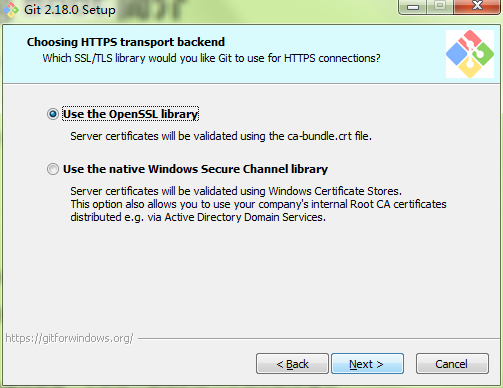 Git 2.18.0 Setup
Choosing HTTPS transport backend
Which SSL/TLS library would you like Git to use for HTTPS connections?
Use the OpenSSL library
Server certificates will be validated using the ca-bundle.crt file.
Use the native Windows Secure Channel library
Server certificates will be validated using Windows Certificate Stores.
This option also allows you to use your company's internal Root CA certificates
distributed e.g. via Active Directory Domain Services.
https://gitforwindows.org/
< Back
Next >
Cancel